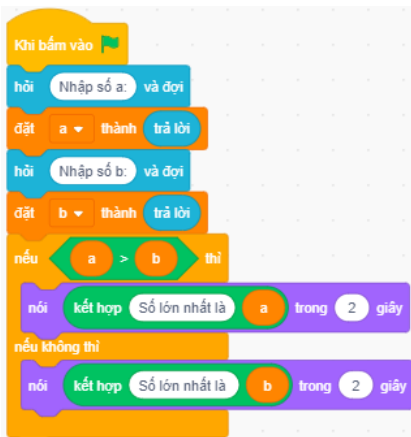 Khi bấm vào
hỏi Nhập số a: và đợi
đặt a thành trả lời
hỏi Nhập số b: và đợi
đặt b thành trả lời
nếu a > b thì
nói kết hợp Số lớn nhất là a trong 2 giây
nếu không thì
nói kết hợp Số lớn nhất là b trong 2 giây